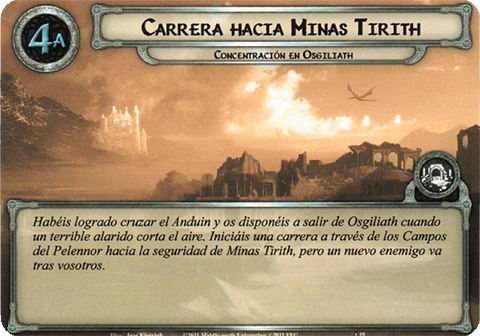 4A
Carrera hacia Minas Tirith
Concentración en Osgiliath
Habéis logrado cruzar el Anduin y os disponéis a salir de Osgiliath cuando
un terrible alarido corta el aire. Iniciáis una carrera a través de los Campos
del Pelennor hacia la seguridad de Minas Tirith, pero un nuevo enemigo va
tras vosotros.